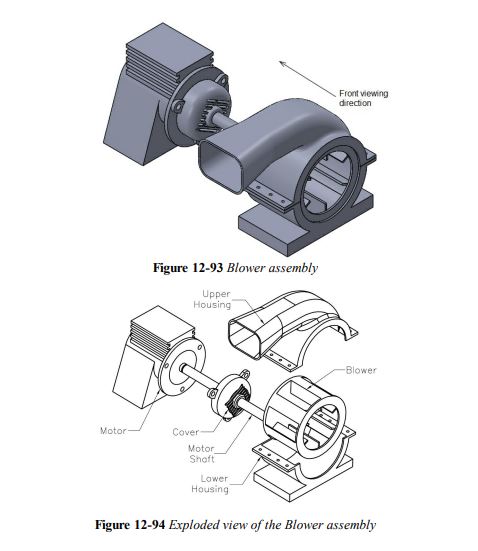 Front viewing
direction
Figure 12-93 Blower assembly
Upper
Housing
Blower
Motor
Cover
Motor
Shaft
Lower
Housing
Figure 12-94 Exploded view of the Blower assembly